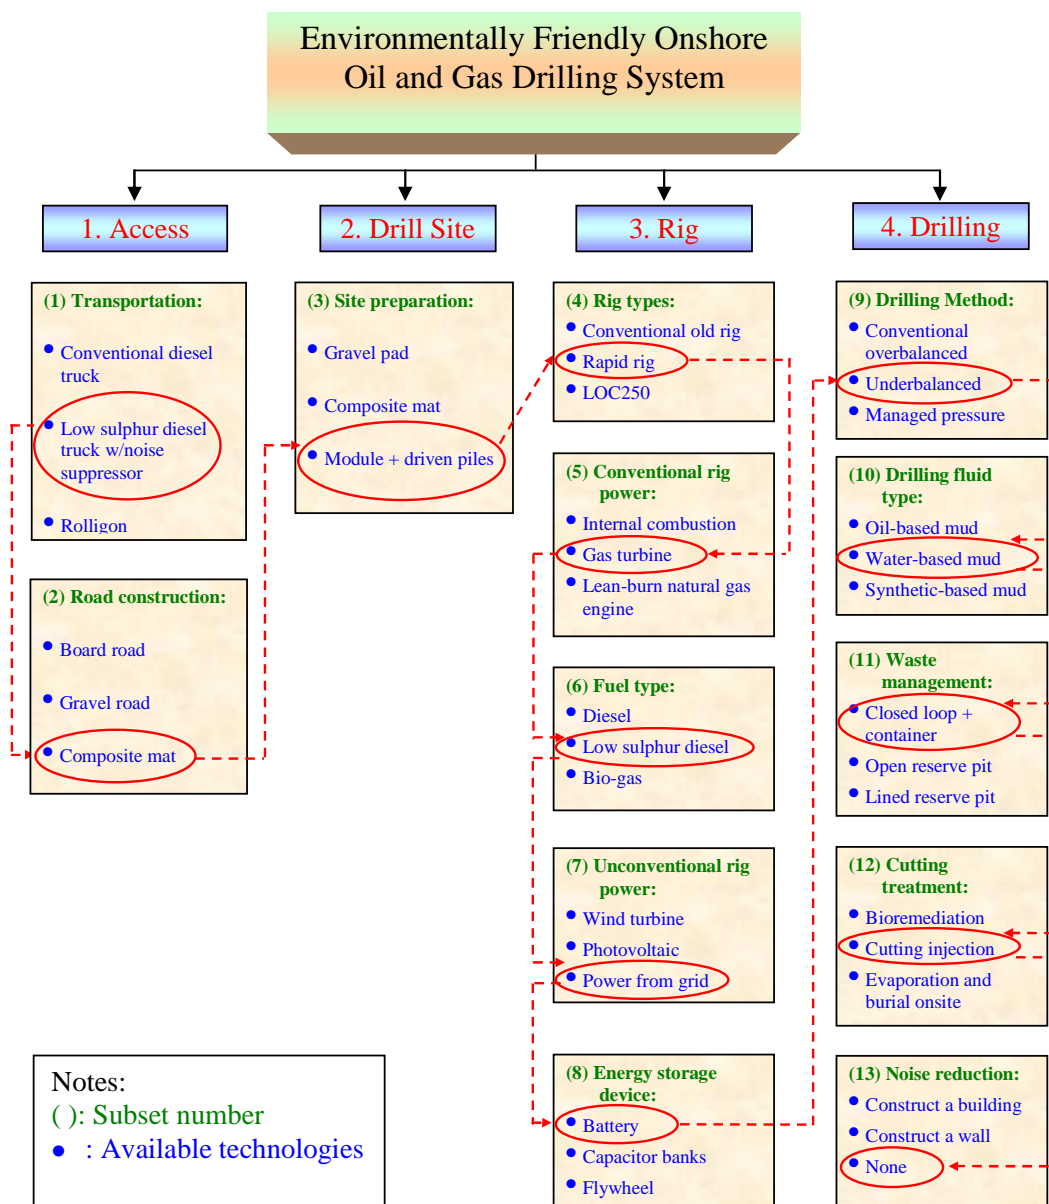 Environmentally Friendly Onshore
Oil and Gas Drilling System
1. Access
2. Drill Site
3. Rig
4. Drilling
(1) Transportation:
• Conventional diesel
truck
• Low sulphur diesel
truck w/noise
suppressor
• Rolligon
(2) Road construction:
• Board road
• Gravel road
• Composite mat
(3) Site preparation:
• Gravel pad
• Composite mat
• Module + driven piles
(4) Rig types:
• Conventional old rig
• Rapid rig
• LOC250
(5) Conventional rig
power:
• Internal combustion
• Gas turbine
• Lean-burn natural gas
engine
(6) Fuel type:
• Diesel
• Low sulphur diesel
• Bio-gas
(7) Unconventional rig
power:
• Wind turbine
• Photovoltaic
• Power from grid
(8) Energy storage
device:
• Battery
• Capacitor banks
• Flywheel
(9) Drilling Method:
• Conventional
overbalanced
• Underbalanced
• Managed pressure
(10) Drilling fluid
type:
• Oil-based mud
• Water-based mud
• Synthetic-based mud
(11) Waste
management:
• Closed loop +
container
• Open reserve pit
• Lined reserve pit
(12) Cutting
treatment:
• Bioremediation
• Cutting injection
• Evaporation and
burial onsite
(13) Noise reduction:
• Construct a building
• Construct a wall
• None
Notes:
( ): Subset number
• : Available technologies